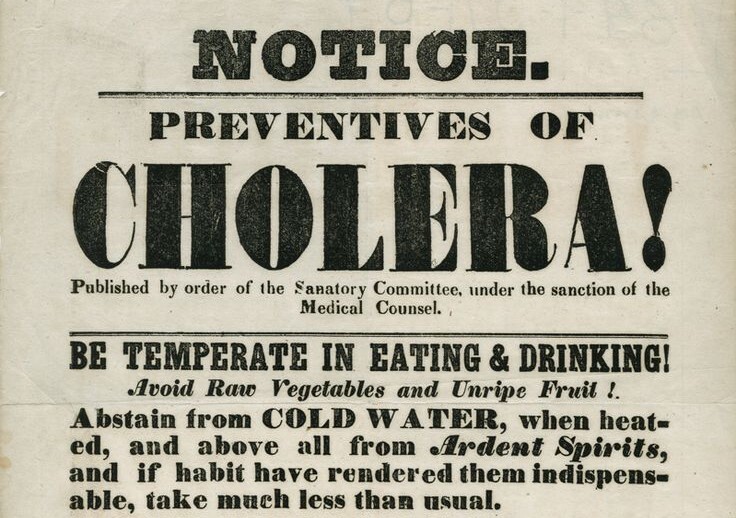 NOTICE.
PREVENTIVES OF
CHOLERA!
Published by order of the Sanatory Committee, under the sanction of the
Medical Counsel.
BE TEMPERATE IN EATING & DRINKING!
Avoid Raw Vegetables and Unripe Fruit !.
Abstain from COLD WATER, when heat-
ed, and above all from Ardent Spirits,
and if habit have rendered them indispens-
able, take much less than usual.